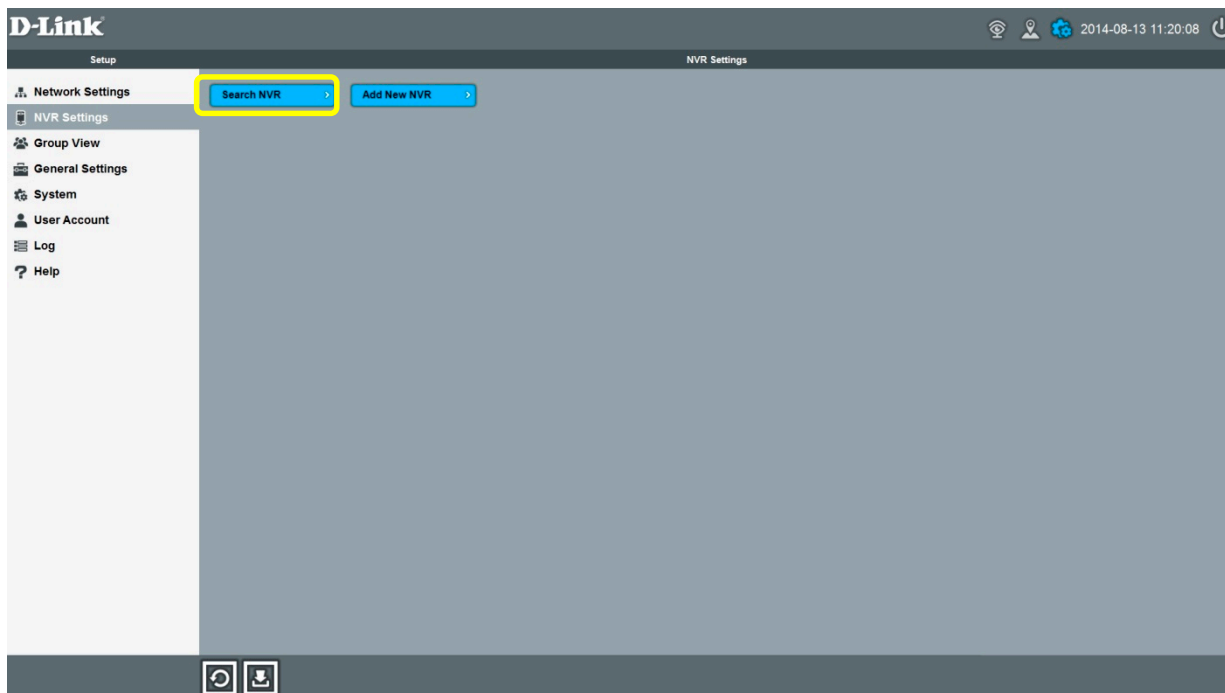 D-Link
2014-08-13 11:20:08
Setup
NVR Settings
Network Settings
NVR Settings
Group View
General Settings
System
User Account
Log
Help
Search NVR
Add New NVR